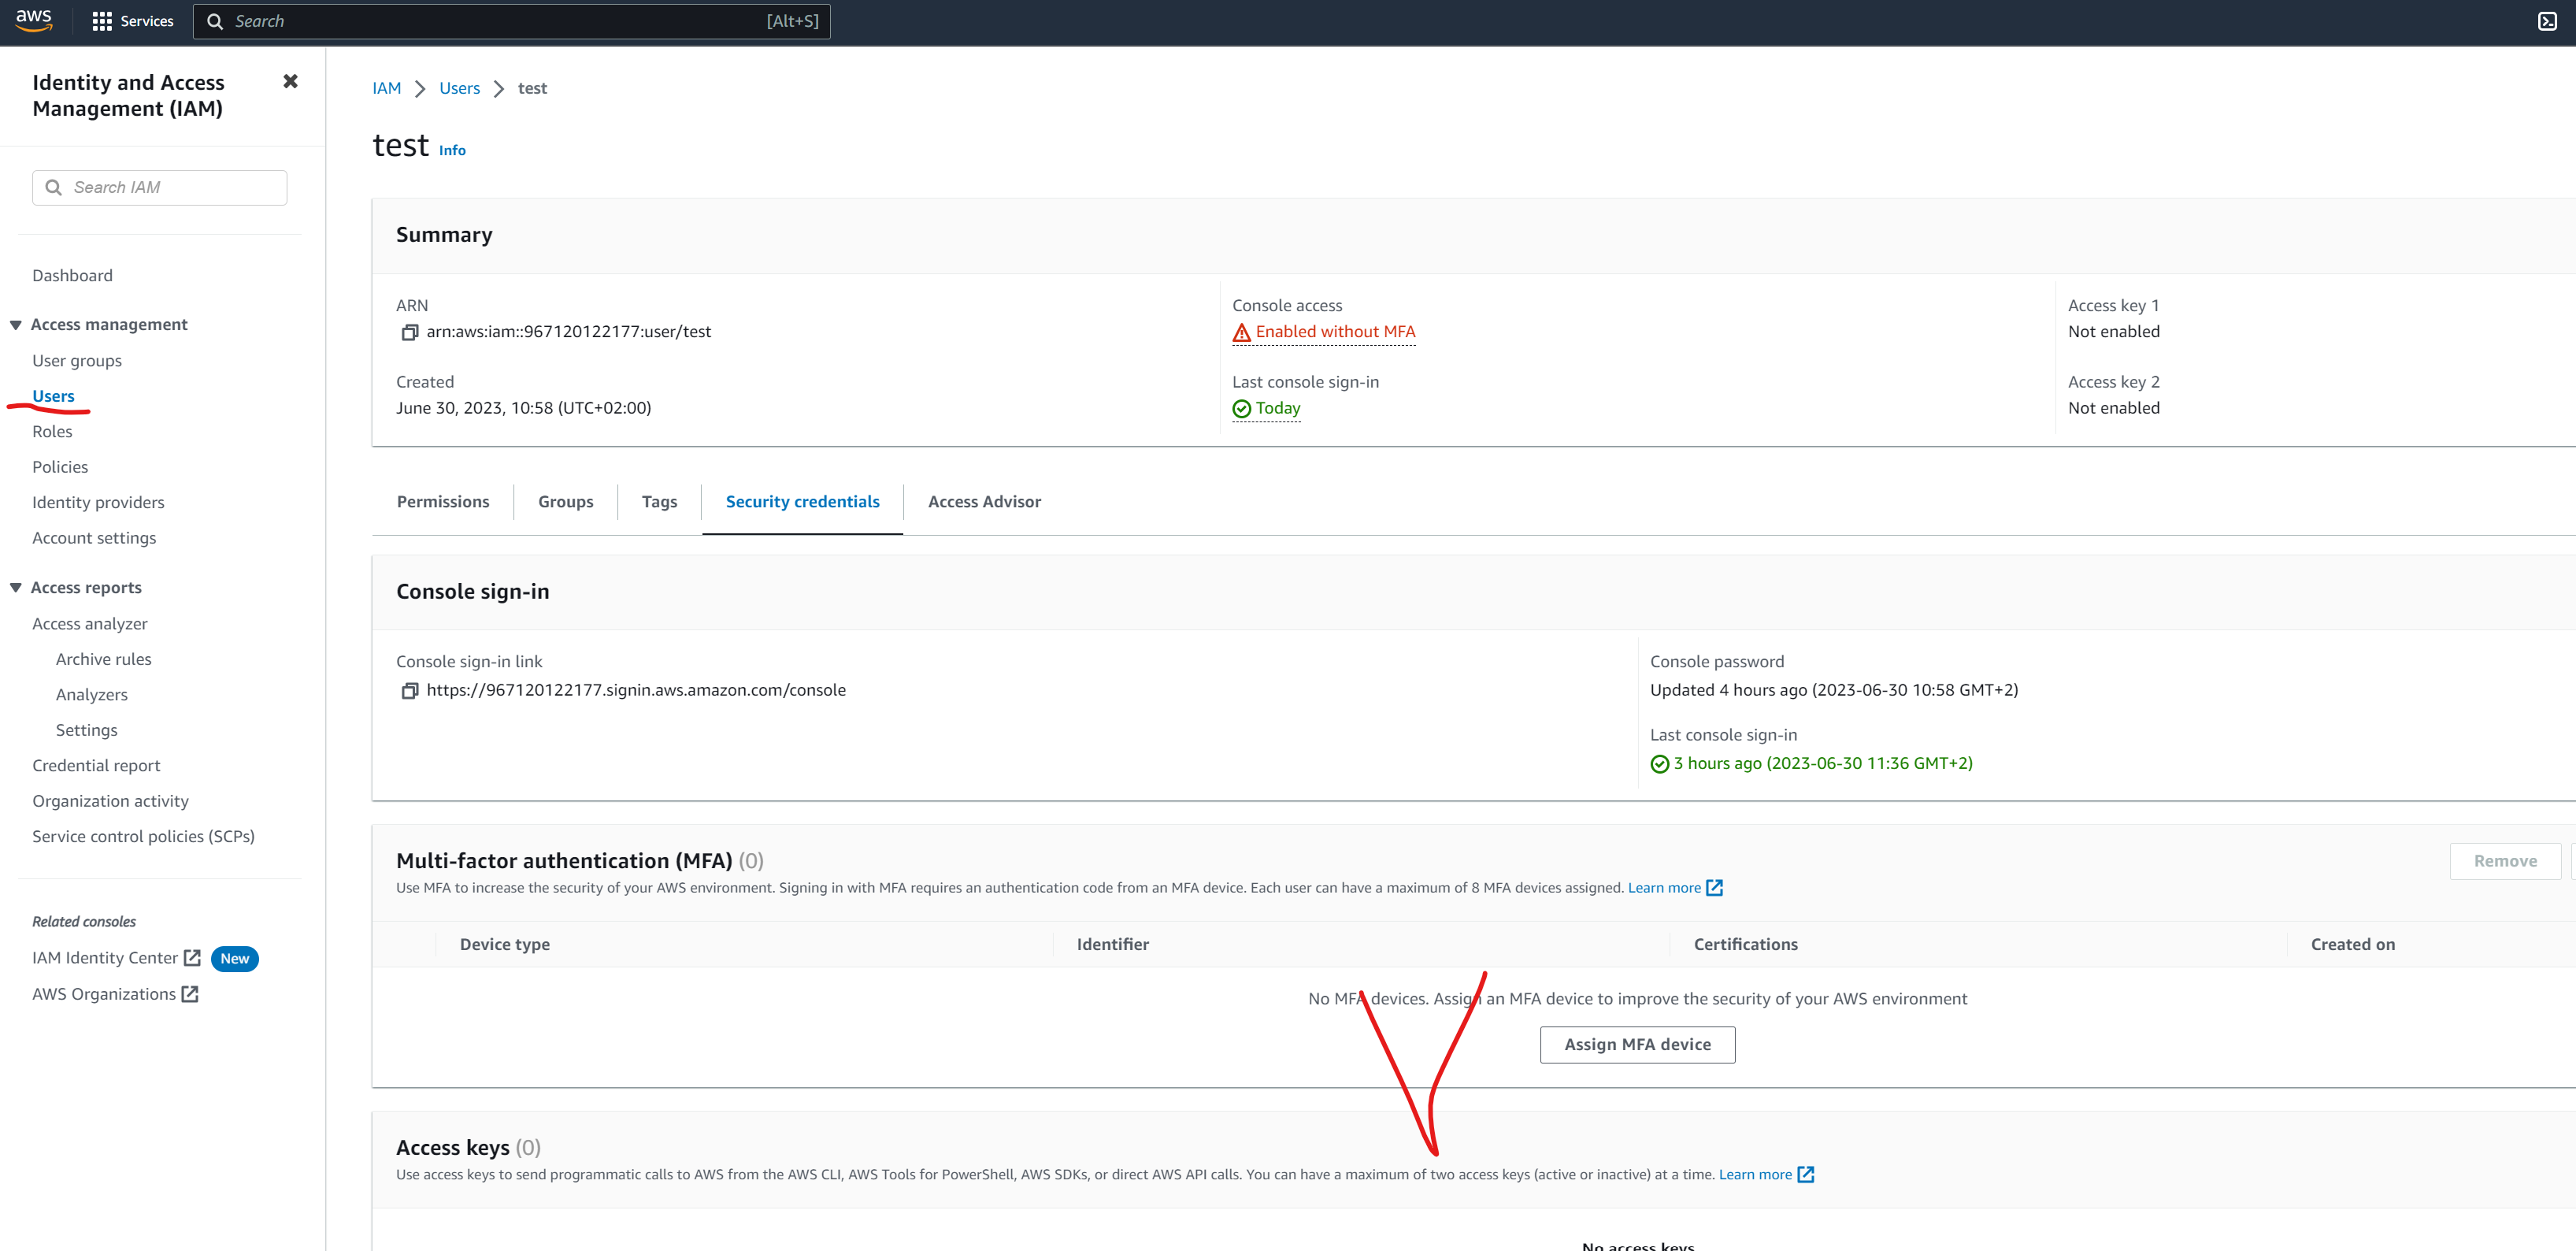 aws
Services
Search
[Alt+S]
Identity and Access
Management (IAM)
Search IAM
Dashboard
Access management
User groups
Users
Roles
Policies
Identity providers
Account settings
Access reports
Access analyzer
Archive rules
Analyzers
Settings
Credential report
Organization activity
Service control policies (SCPs)
Related consoles
IAM Identity Center
New
AWS Organizations
IAM
Users
test
test Info
Summary
ARN
arn:aws:iam::967120122177:user/test
Created
June 30, 2023, 10:58 (UTC+02:00)
Console access
Enabled without MFA
Last console sign-in
Today
Access key 1
Not enabled
Access key 2
Not enabled
Permissions
Groups
Tags
Security credentials
Access Advisor
Console sign-in
Console sign-in link
https://967120122177.signin.aws.amazon.com/console
Console password
Updated 4 hours ago (2023-06-30 10:58 GMT+2)
Last console sign-in
3 hours ago (2023-06-30 11:36 GMT+2)
Multi-factor authentication (MFA) (0)
Use MFA to increase the security of your AWS environment. Signing in with MFA requires an authentication code from an MFA device. Each user can have a maximum of 8 MFA devices assigned. Learn more
Remove
Device type
Identifier
Certifications
Created on
No MFA devices. Assign an MFA device to improve the security of your AWS environment
Assign MFA device
Access keys (0)
Use access keys to send programmatic calls to AWS from the AWS CLI, AWS Tools for PowerShell, AWS SDKs, or direct AWS API calls. You can have a maximum of two access keys (active or inactive) at a time. Learn more
No access keys